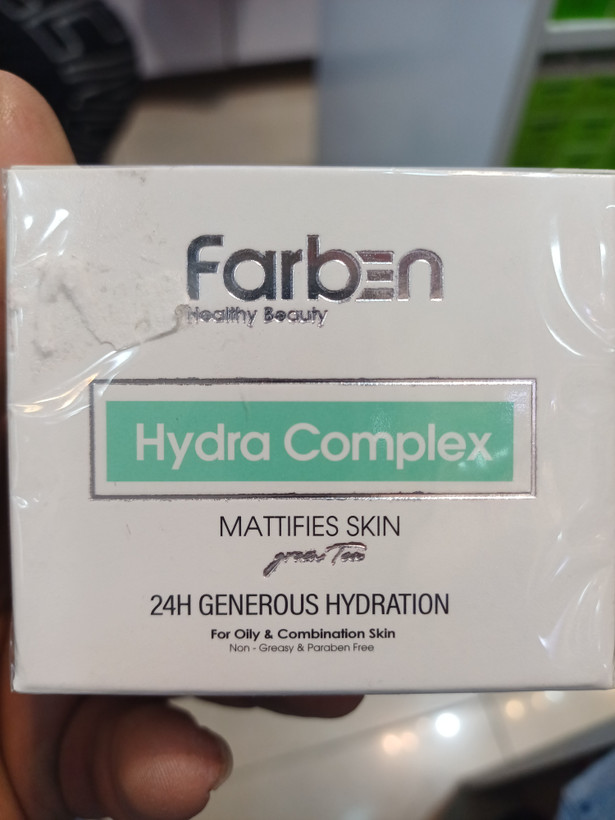 Farben
Healthy Beauty
Hydra Complex
MATTIFIES SKIN
green Tea
24H GENEROUS HYDRATION
For Oily & Combination Skin
Non - Greasy & Paraben Free